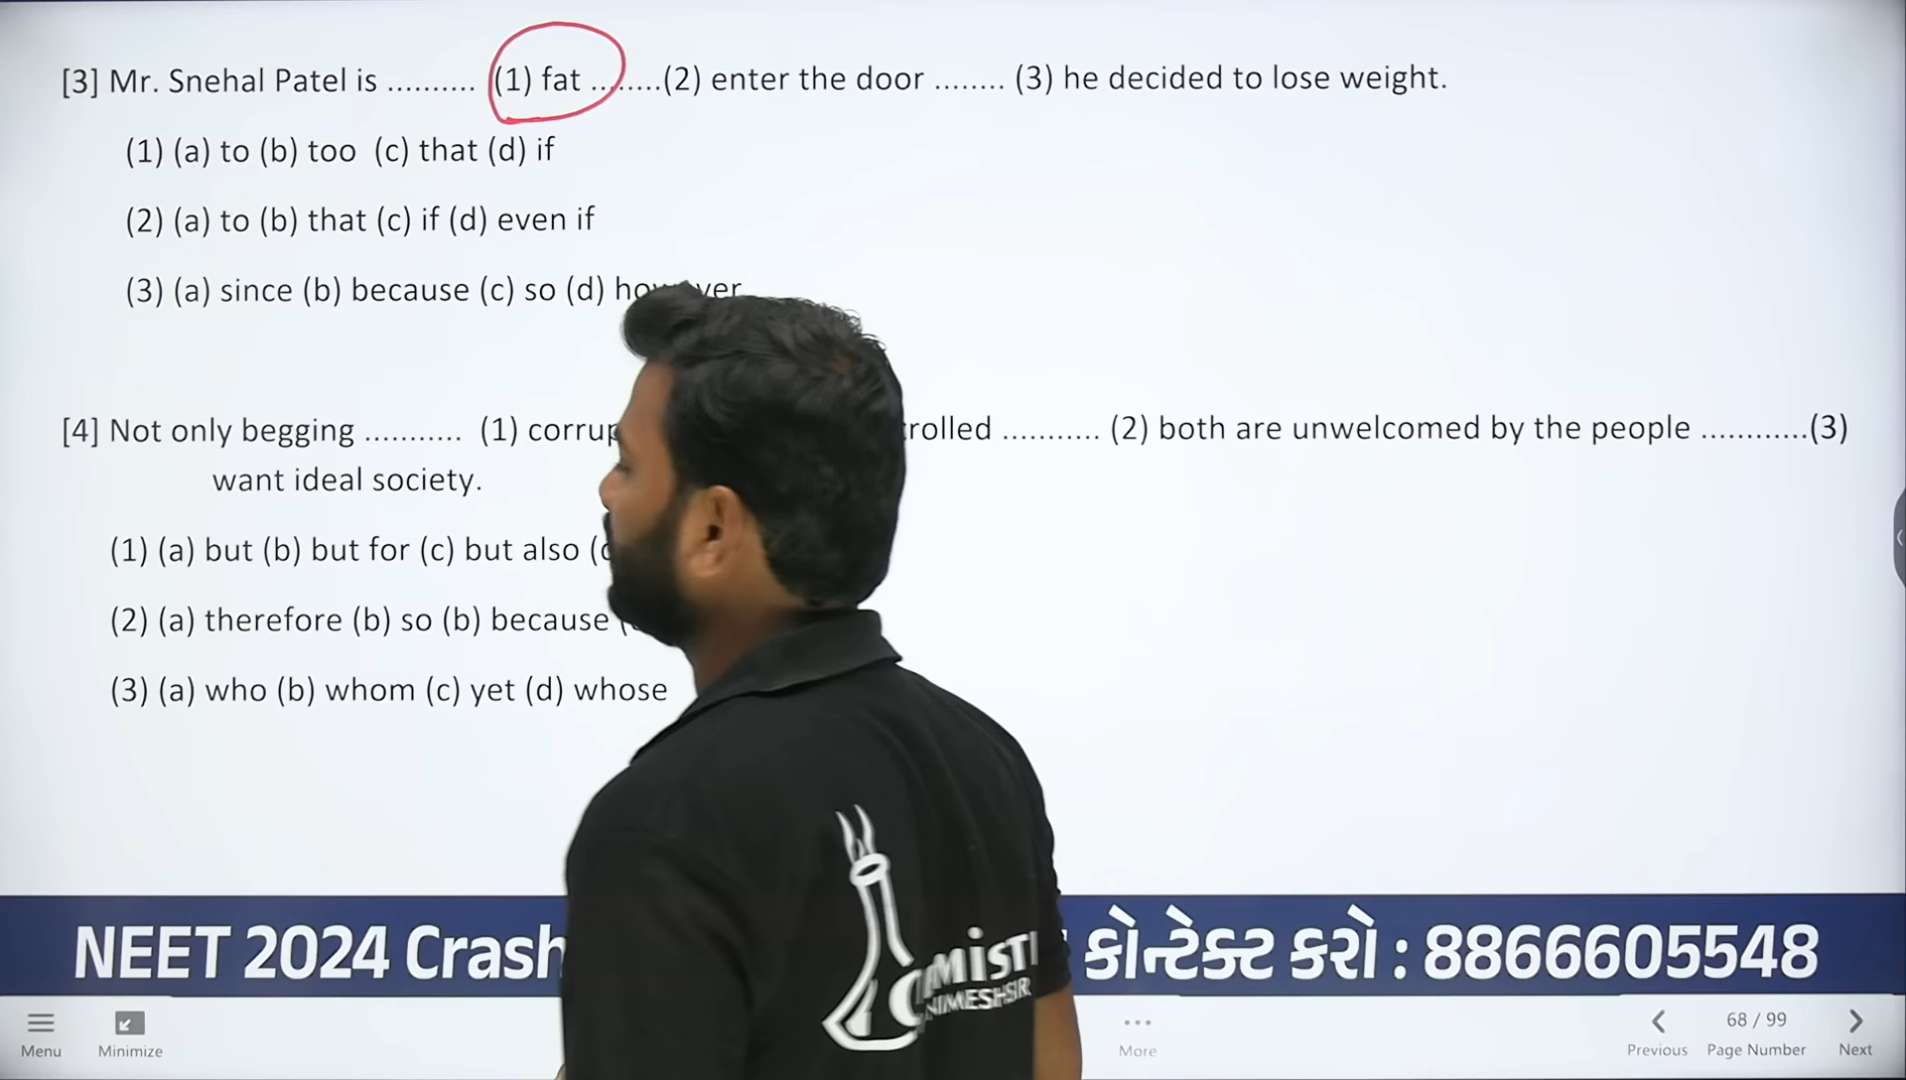 [3] Mr. Snehal Patel is .......... (1) fat ........(2) enter the door ........ (3) he decided to lose weight.
(1) (a) to (b) too (c) that (d) if
(2) (a) to (b) that (c) if (d) even if
(3) (a) since (b) because (c) so (d)
[4] Not only begging ........... (1) ........... (2) both are unwelcomed by the people ............(3)
want ideal society.
(1) (a) but (b) but for (c) but also
(2) (a) therefore (b) so (b) because
(3) (a) who (b) whom (c) yet (d) whose
NEET 2024 Crash કોન્ટેક્ટ કરો : 8866605548
NIMESHSIR
Menu Minimize More Previous Page Number Next
68 / 99